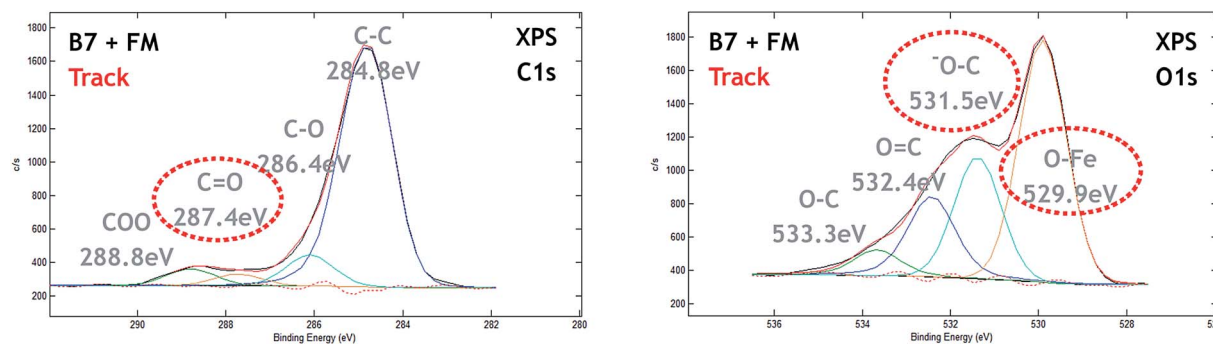 B7 + FM
Track
XPS
C1s
C-C
284.8eV
C-O
286.4eV
C=O
287.4eV
COO
288.8eV
1800
1600
1400
1200
1000
800
600
400
200
c/s
290
288
286
284
282
280
Binding Energy (eV)
B7 + FM
Track
XPS
O1s
⁻O-C
531.5eV
O=C
532.4eV
O-Fe
529.9eV
O-C
533.3eV
1800
1600
1400
1200
1000
800
600
400
200
c/s
536
534
532
530
528
Binding Energy (eV)